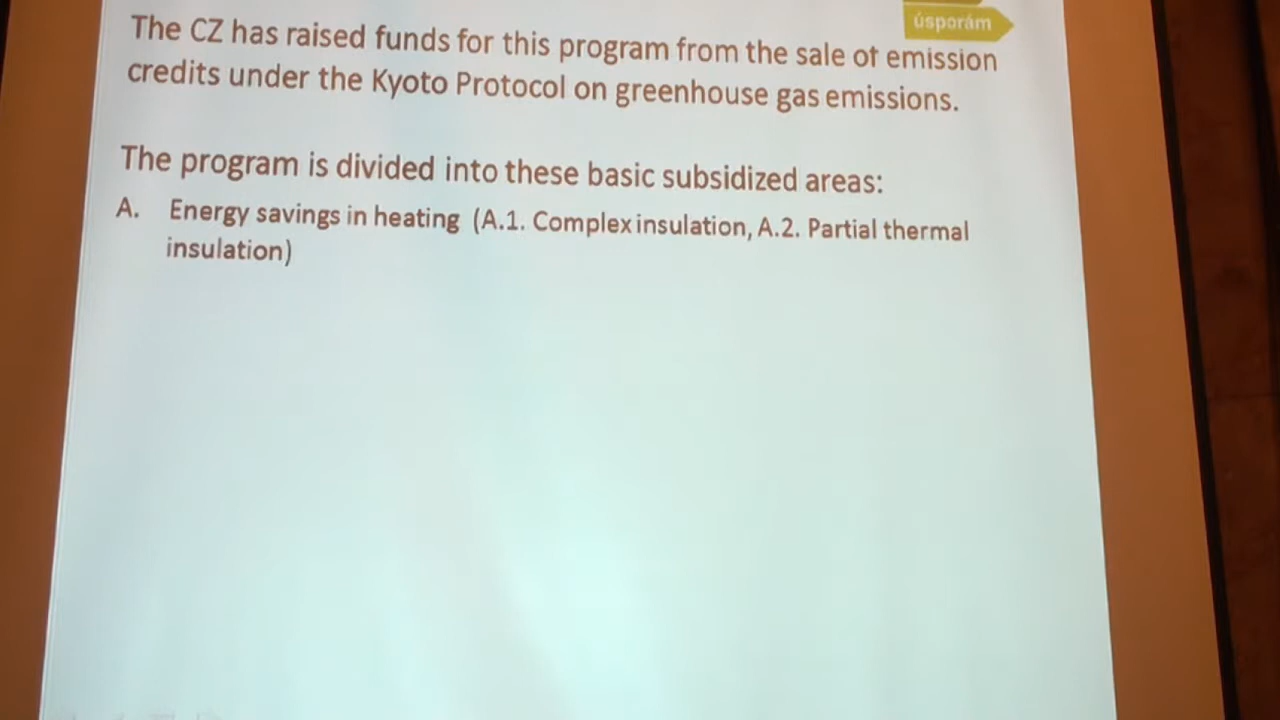 úsporám
The CZ has raised funds for this program from the sale of emission
credits under the Kyoto Protocol on greenhouse gas emissions.
The program is divided into these basic subsidized areas:
A. Energy savings in heating (A.1. Complex insulation, A.2. Partial thermal
insulation)